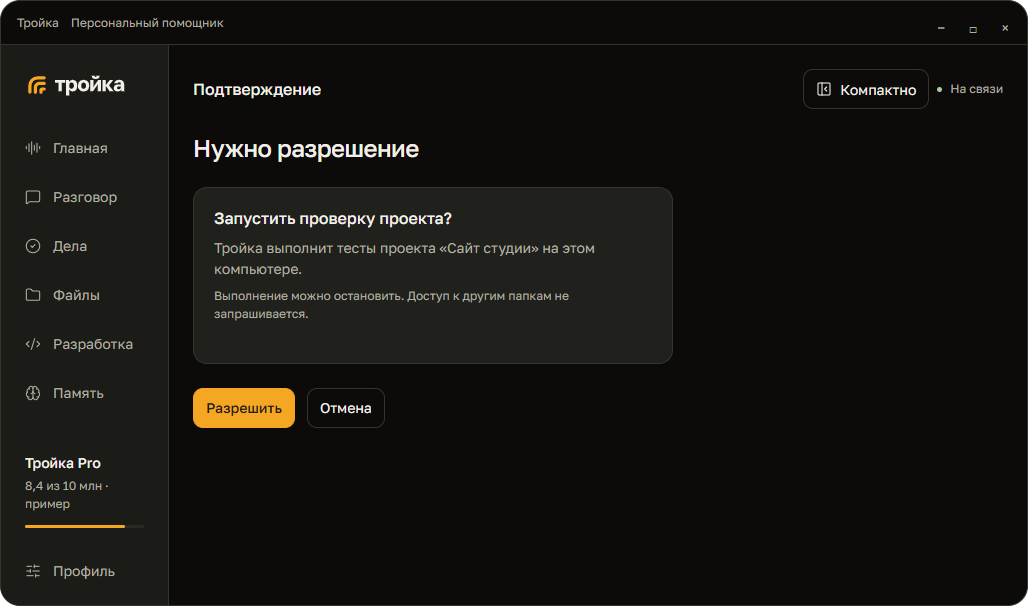 Тройка Персональный помощник
тройка
Главная
Разговор
Дела
Файлы
Разработка
Память
Тройка Pro
8,4 из 10 млн ·
пример
Профиль
Подтверждение
Компактно
На связи
Нужно разрешение
Запустить проверку проекта?
Тройка выполнит тесты проекта «Сайт студии» на этом
компьютере.
Выполнение можно остановить. Доступ к другим папкам не
запрашивается.
Разрешить
Отмена